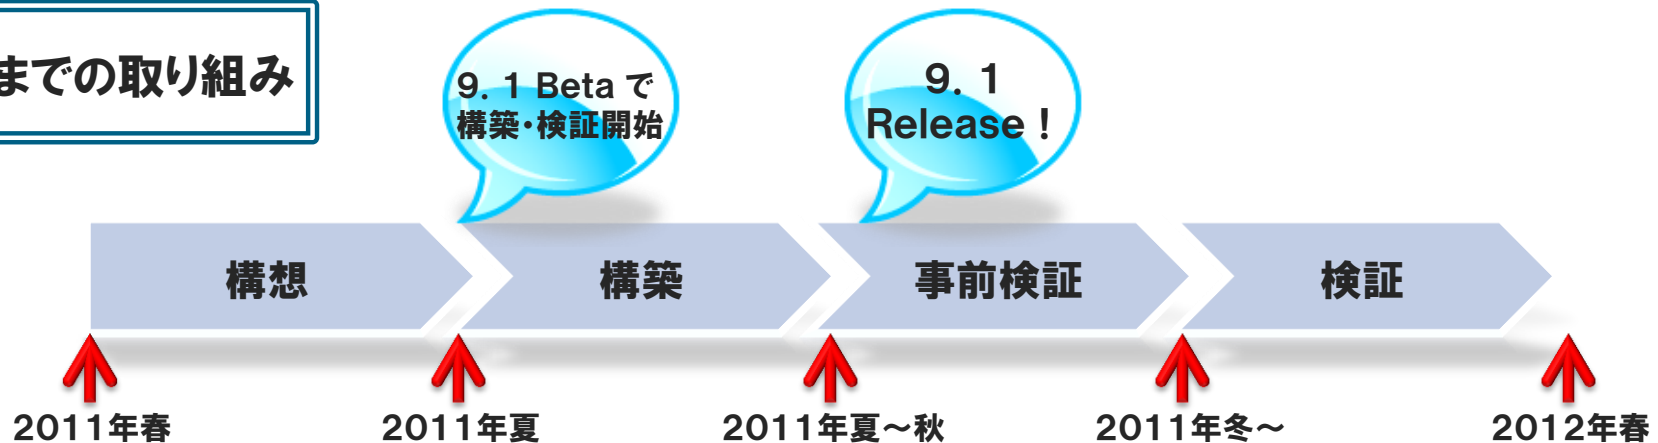 までの取り組み
9. 1 Beta で
構築・検証開始
9. 1
Release !
構想
構築
事前検証
検証
2011年春
2011年夏
2011年夏～秋
2011年冬～
2012年春